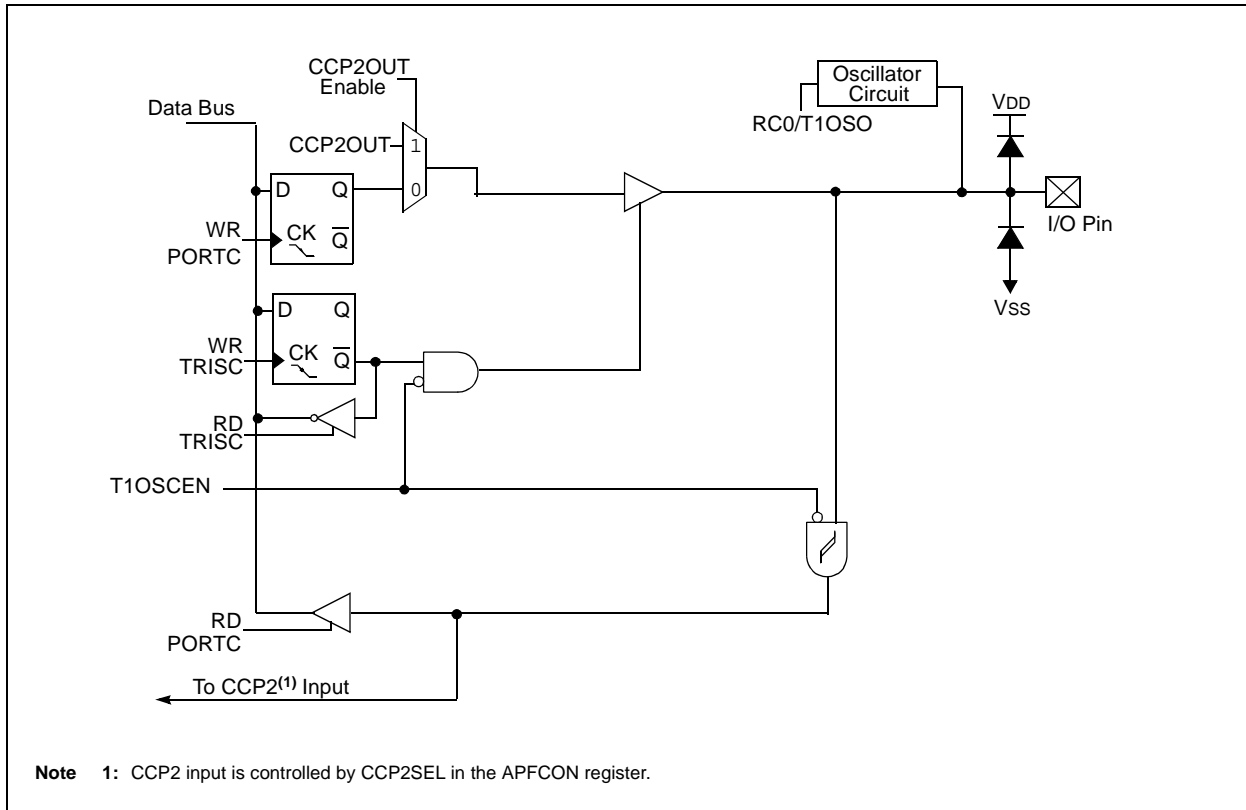 CCP2OUT
Enable
Oscillator
Circuit
VDD
Data Bus
RC0/T1OSO
CCP2OUT
1
0
D Q
I/O Pin
WR
PORTC
CK Q
VSS
D Q
WR
TRISC
CK Q
RD
TRISC
T1OSCEN
RD
PORTC
To CCP2(1) Input
Note 1: CCP2 input is controlled by CCP2SEL in the APFCON register.